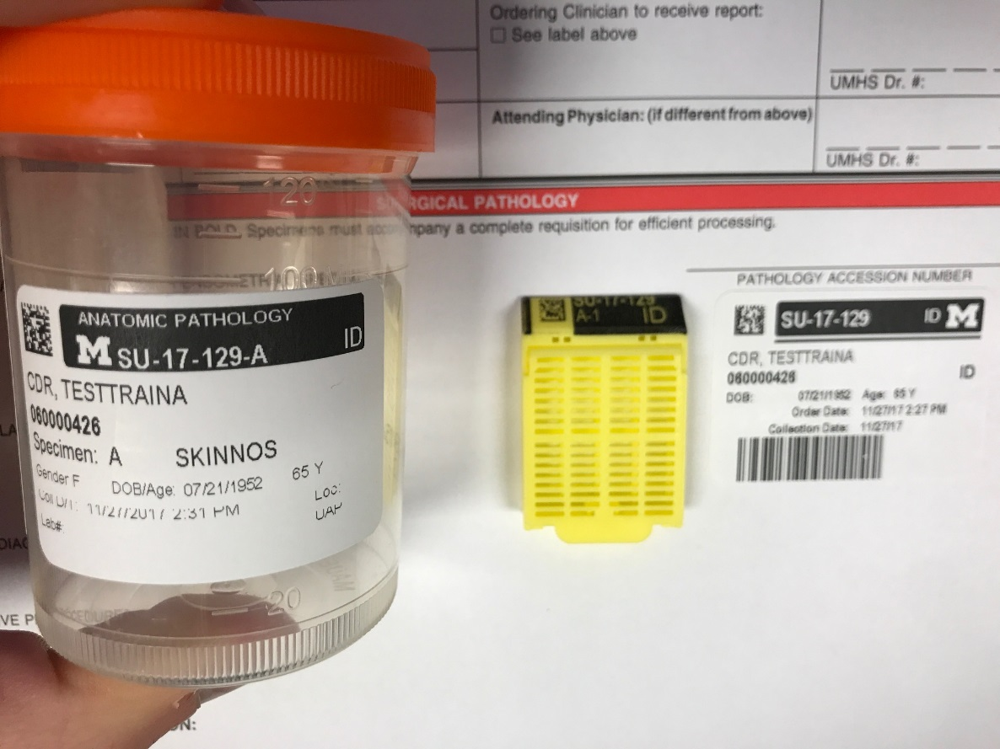 Ordering Clinician to receive report:
See label above
UMHS Dr. #:
Attending Physician: (if different from above)
UMHS Dr. #:
RGICAL PATHOLOGY
IN BOLD. Specimens must accompany a complete requisition for efficient processing.
120
100
PATHOLOGY ACCESSION NUMBER
SU-17-129 ID M
CDR, TESTTRAINA
060000426 ID
DOB: 07/21/1952 Age: 65 Y
Order Date: 11/27/17 2:27 PM
Collection Date: 11/27/17
SU-17-129
A-1 ID
ANATOMIC PATHOLOGY
M SU-17-129-A ID
CDR, TESTTRAINA
060000426
Specimen: A SKINNOS
Gender F DOB/Age: 07/21/1952 65 Y
Coll D/T: 11/27/2017 2:31 PM Loc:
Lab#: UAP
20
VE P
N: